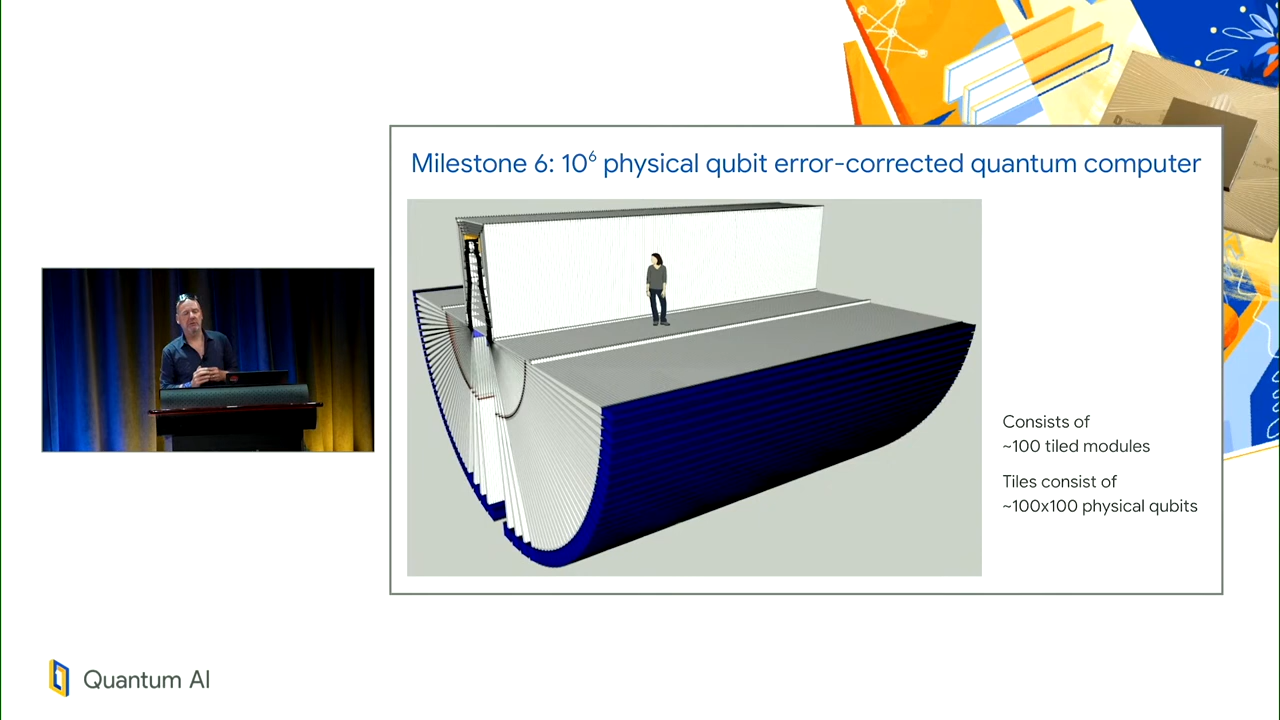 Milestone 6: 10⁶ physical qubit error-corrected quantum computer
Consists of
~100 tiled modules
Tiles consist of
~100x100 physical qubits
Quantum AI